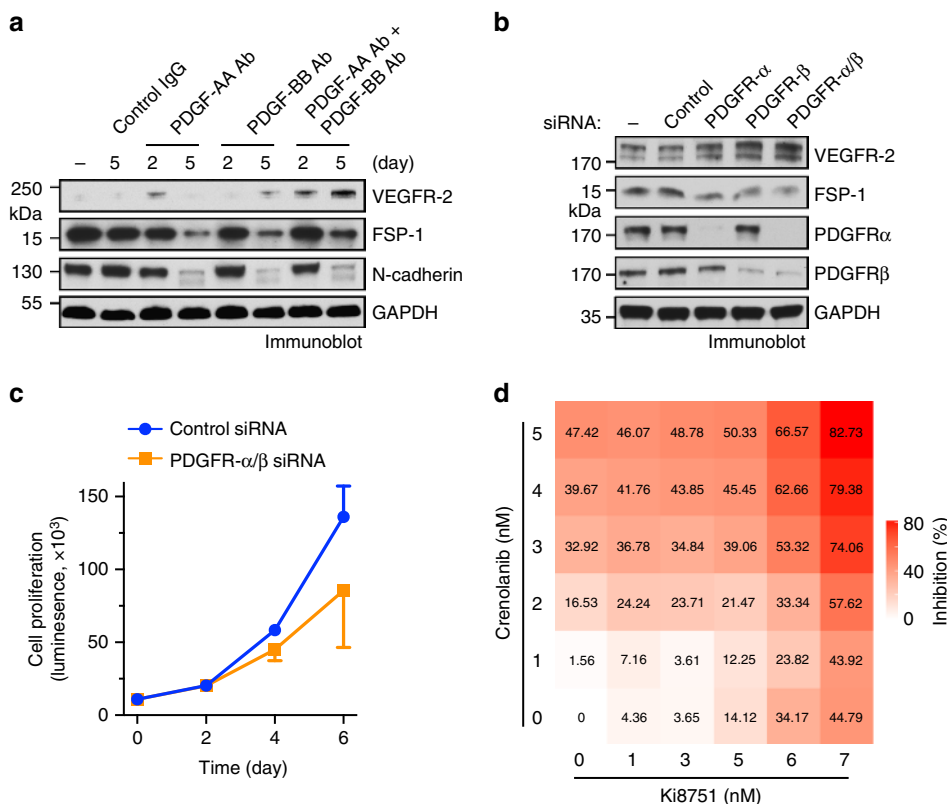 a
Control IgG
PDGF-AA Ab
PDGF-BB Ab
PDGF-AA Ab +
PDGF-BB Ab
– 5 2 5 2 5 2 5 (day)
250
VEGFR-2
kDa
15
FSP-1
130
N-cadherin
55
GAPDH
Immunoblot
b
siRNA: – Control PDGFR-α PDGFR-β PDGFR-α/β
170
VEGFR-2
15
FSP-1
kDa
170
PDGFRα
170
PDGFRβ
35
GAPDH
Immunoblot
c
Control siRNA
PDGFR-α/β siRNA
Cell proliferation
(luminesence, ×10³)
150
100
50
0
0 2 4 6
Time (day)
d
Crenolanib (nM)
5 47.42 46.07 48.78 50.33 66.57 82.73
4 39.67 41.76 43.85 45.45 62.66 79.38
3 32.92 36.78 34.84 39.06 53.32 74.06
2 16.53 24.24 23.71 21.47 33.34 57.62
1 1.56 7.16 3.61 12.25 23.82 43.92
0 0 4.36 3.65 14.12 34.17 44.79
0 1 3 5 6 7
Ki8751 (nM)
80
40
0
Inhibition (%)